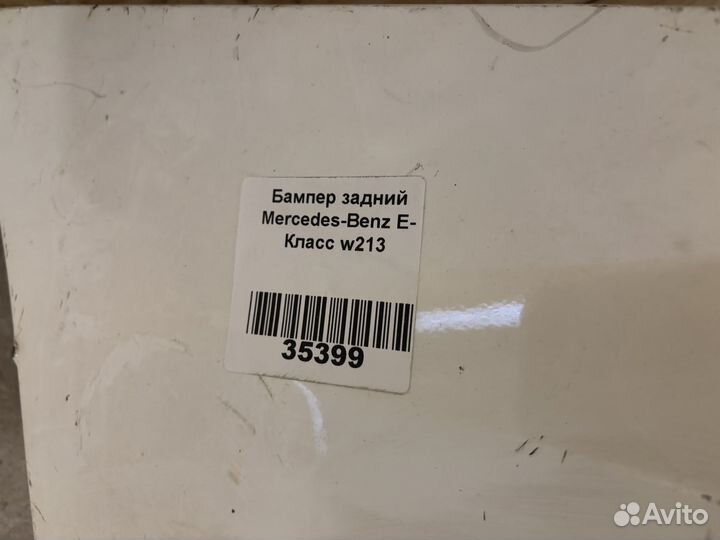 Бампер задний
Mercedes-Benz E-
Класс w213
35399
Avito